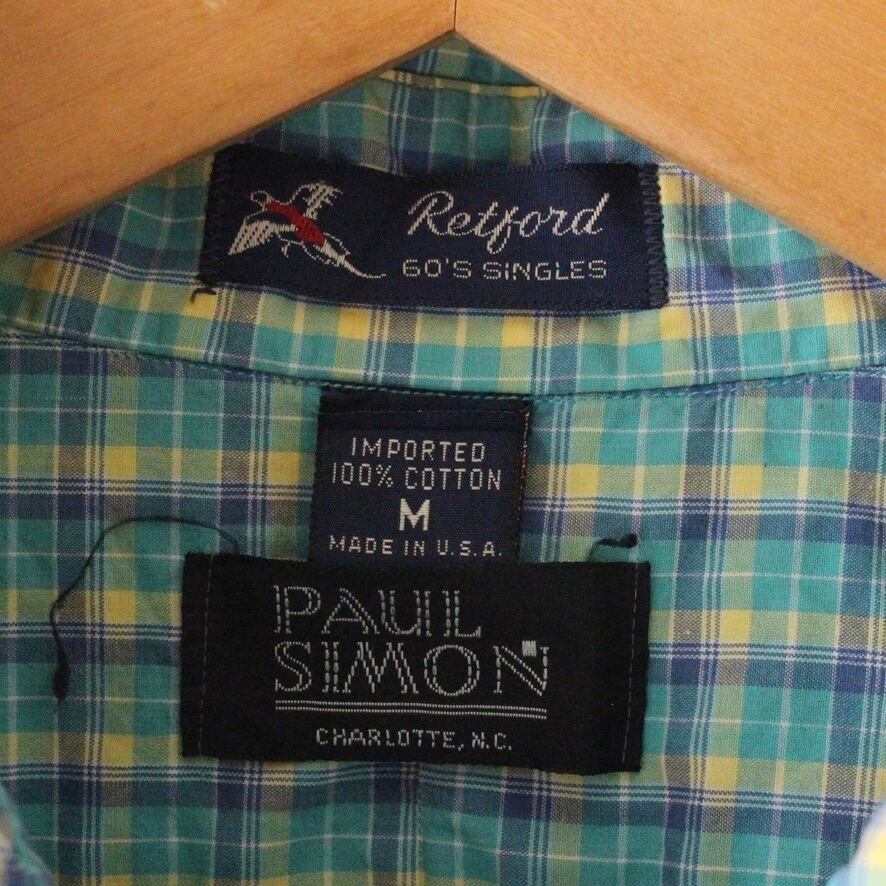 Retford
60'S SINGLES
IMPORTED
100% COTTON
M
MADE IN U.S.A.
PAUL
SIMON
CHARLOTTE, N.C.